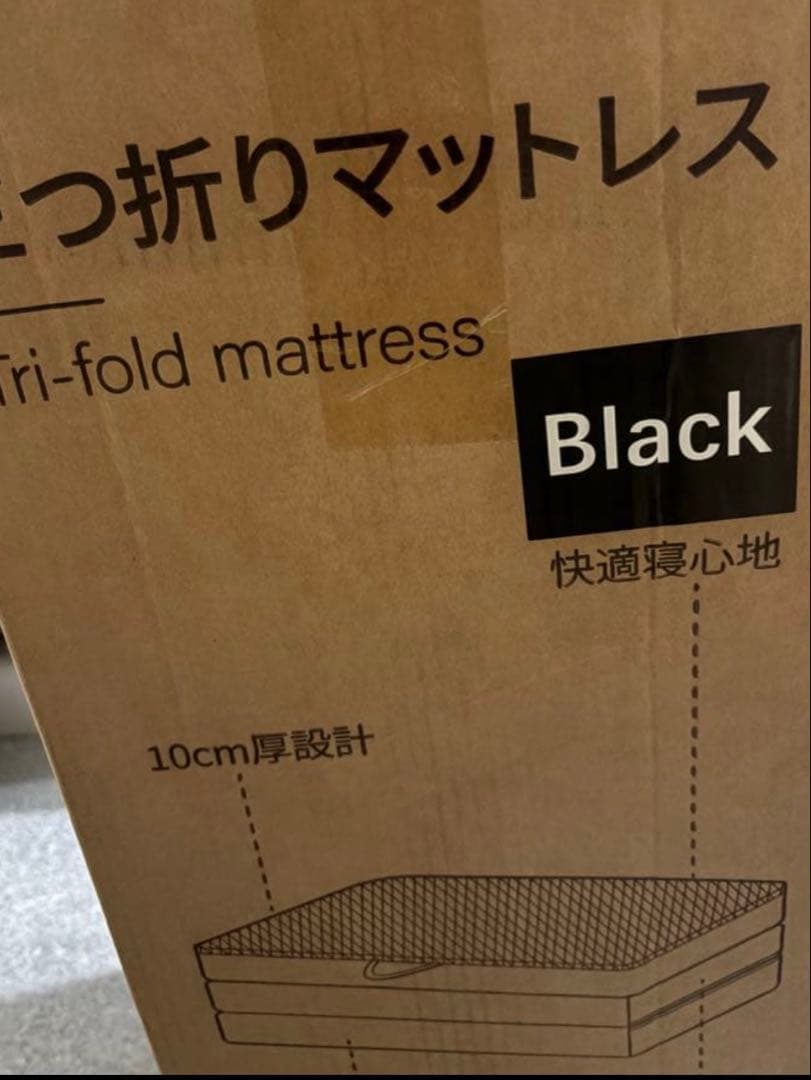 つ折りマットレス
Tri-fold mattress
Black
快適寝心地
10cm厚設計